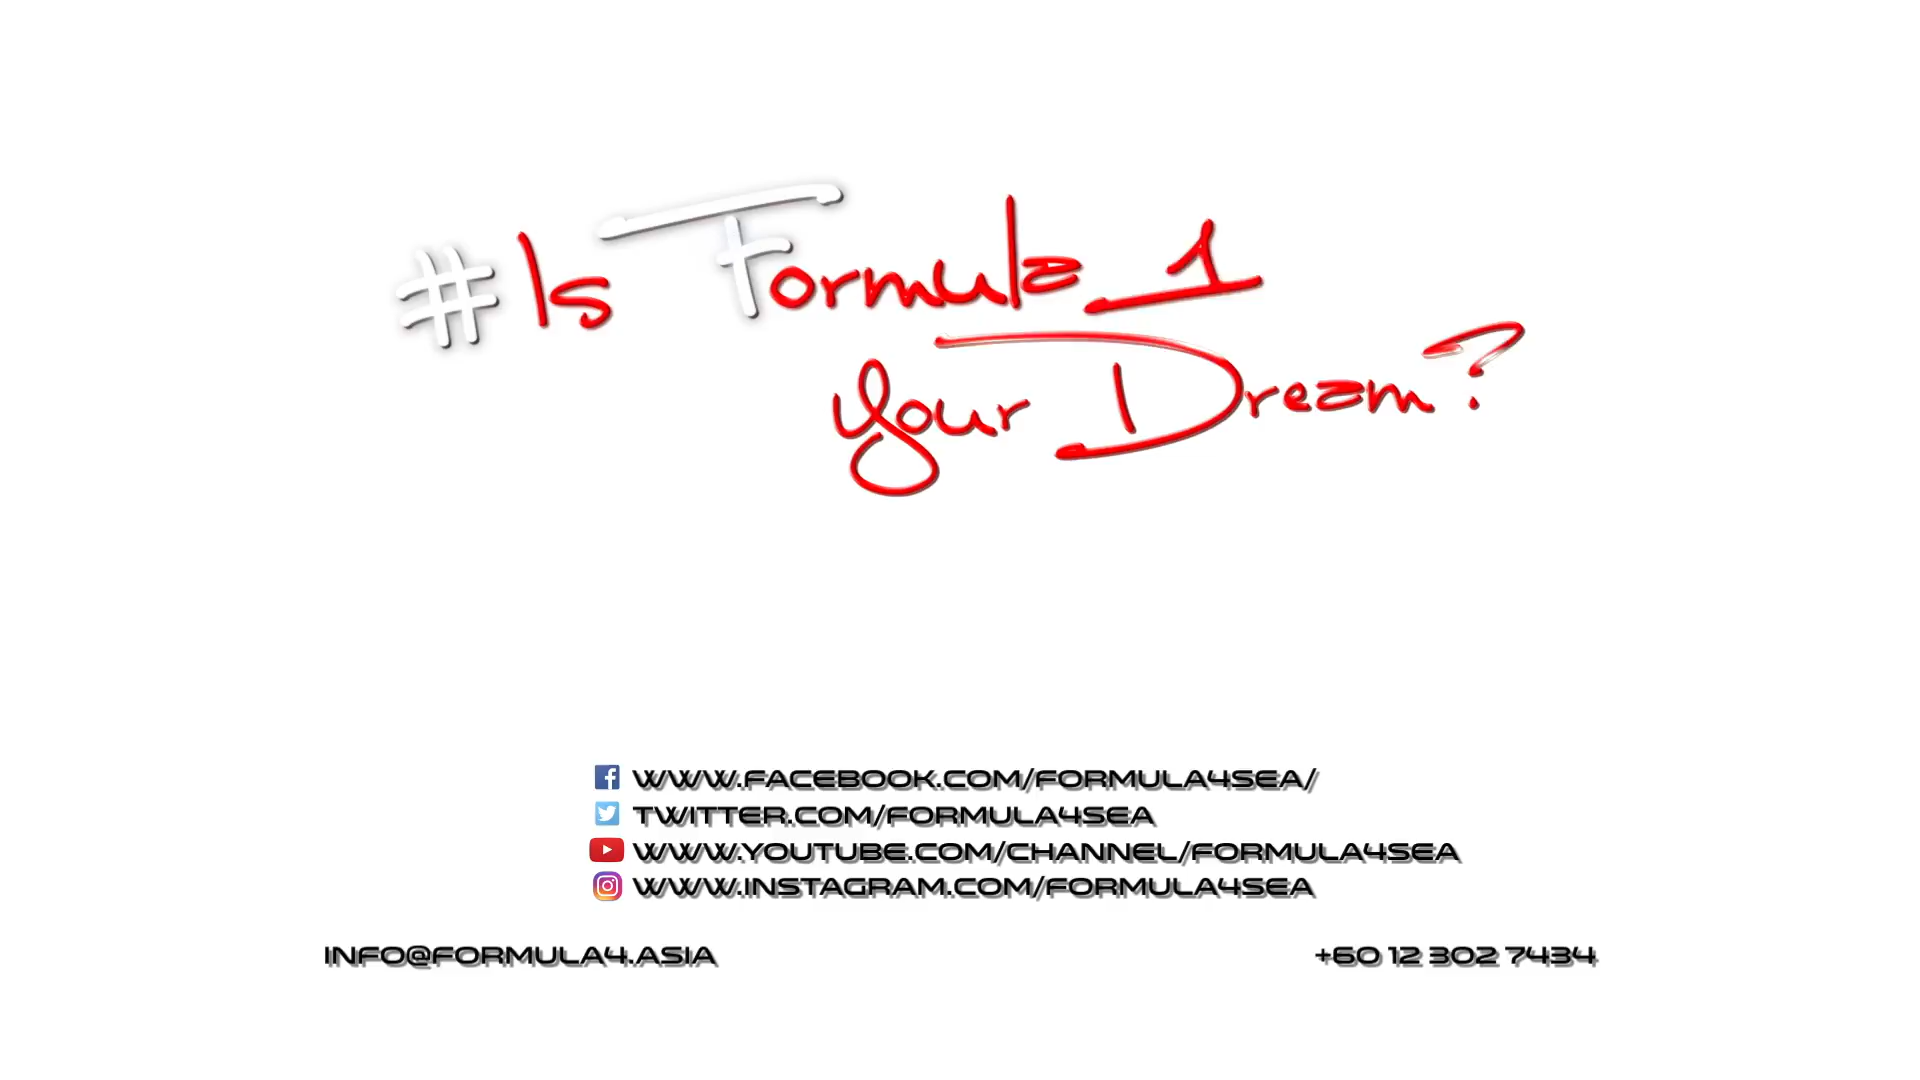 #Is Formula 1
your Dream?
WWW.FACEBOOK.COM/FORMULA4SEA/
TWITTER.COM/FORMULA4SEA
WWW.YOUTUBE.COM/CHANNEL/FORMULA4SEA
WWW.INSTAGRAM.COM/FORMULA4SEA
INFO@FORMULA4.ASIA
+60 12 302 7434